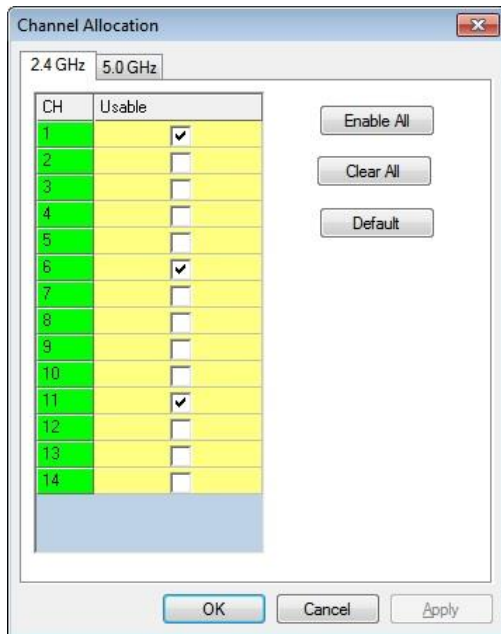 Channel Allocation
2.4 GHz 5.0 GHz
CH Usable
1
2
3
4
5
6
7
8
9
10
11
12
13
14
Enable All
Clear All
Default
OK Cancel Apply